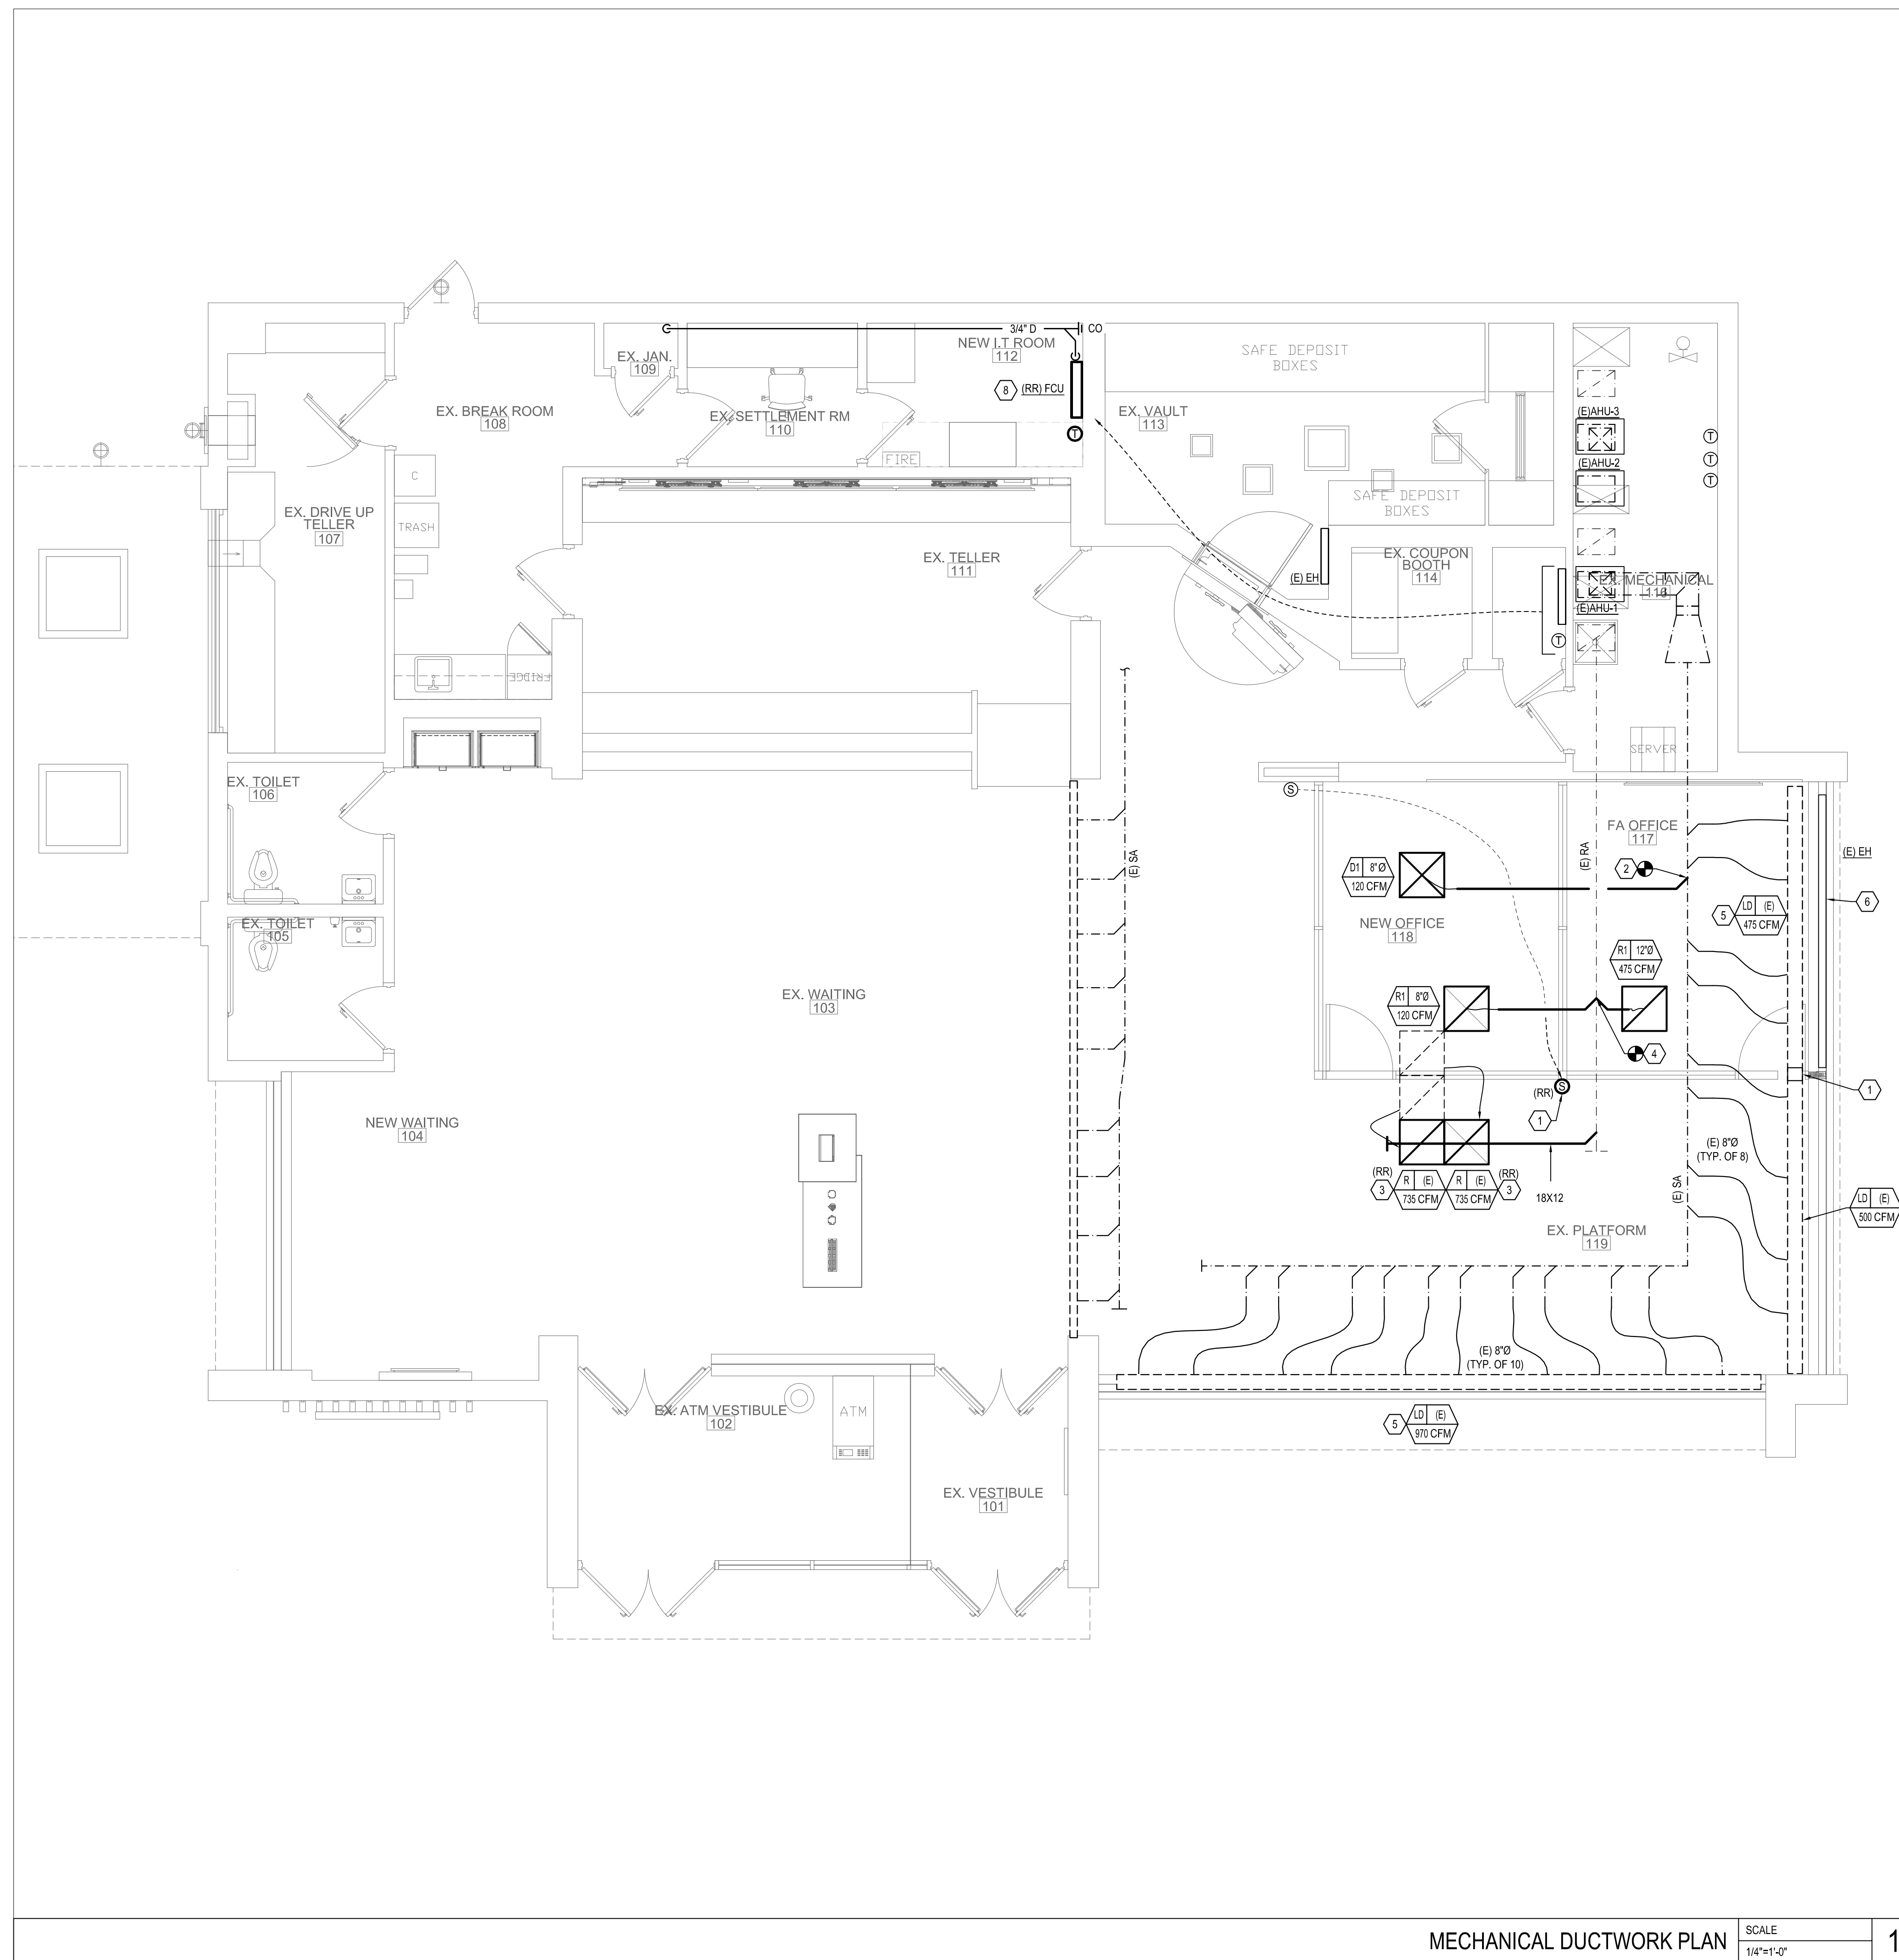 3/4" D
CO
NEW I.T ROOM
112
EX. JAN.
109
8
(RR) FCU
T
EX. BREAK ROOM
108
EX. SETTLEMENT RM
110
FIRE
SAFE DEPOSIT
BOXES
EX. VAULT
113
SAFE DEPOSIT
BOXES
(E)AHU-3
(E)AHU-2
T
T
T
C
TRASH
EX. DRIVE UP
TELLER
107
EX. TELLER
111
(E) EH
EX. COUPON
BOOTH
114
EX. MECHANICAL
116
(E)AHU-1
T
FRIDGE
SERVER
EX. TOILET
106
EX. TOILET
105
S
(E) SA
(E) RA
FA OFFICE
117
(E) EH
D1 8"Ø
120 CFM
2
6
5
LD (E)
475 CFM
NEW OFFICE
118
R1 12"Ø
475 CFM
R1 8"Ø
120 CFM
4
EX. WAITING
103
NEW WAITING
104
(RR)
S
1
1
(E) 8"Ø
(TYP. OF 8)
(RR)
3
R (E)
735 CFM
R (E)
735 CFM
(RR)
3
18X12
(E) SA
LD (E)
500 CFM
EX. PLATFORM
119
(E) 8"Ø
(TYP. OF 10)
5
LD (E)
970 CFM
EX. ATM VESTIBULE
102
ATM
EX. VESTIBULE
101
MECHANICAL DUCTWORK PLAN
SCALE
1/4"=1'-0"
1